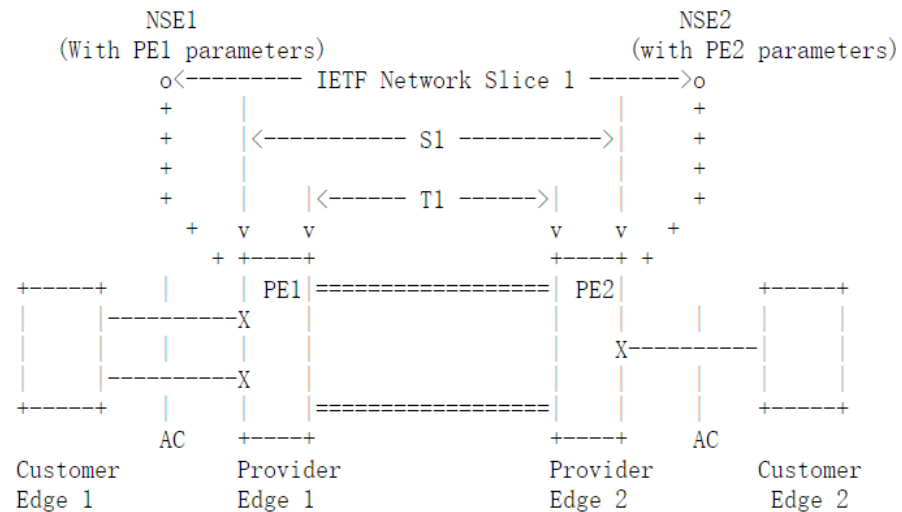 NSE1 NSE2
(With PE1 parameters) (with PE2 parameters)
o<--------- IETF Network Slice 1 ------->o
+ | | +
+ |<----------- S1 ----------->| +
+ | | +
+ | |<------ T1 ------>| | +
+ v v v v +
+ +----+ +----+ +
+------+ | | PE1|==================| PE2| +------+
| |----------X | | | | | |
| | | | | | X----------| |
| |----------X | | | | | |
+------+ | | |==================| | | +------+
AC +----+ +----+ AC
Customer Provider Provider Customer
Edge 1 Edge 1 Edge 2 Edge 2